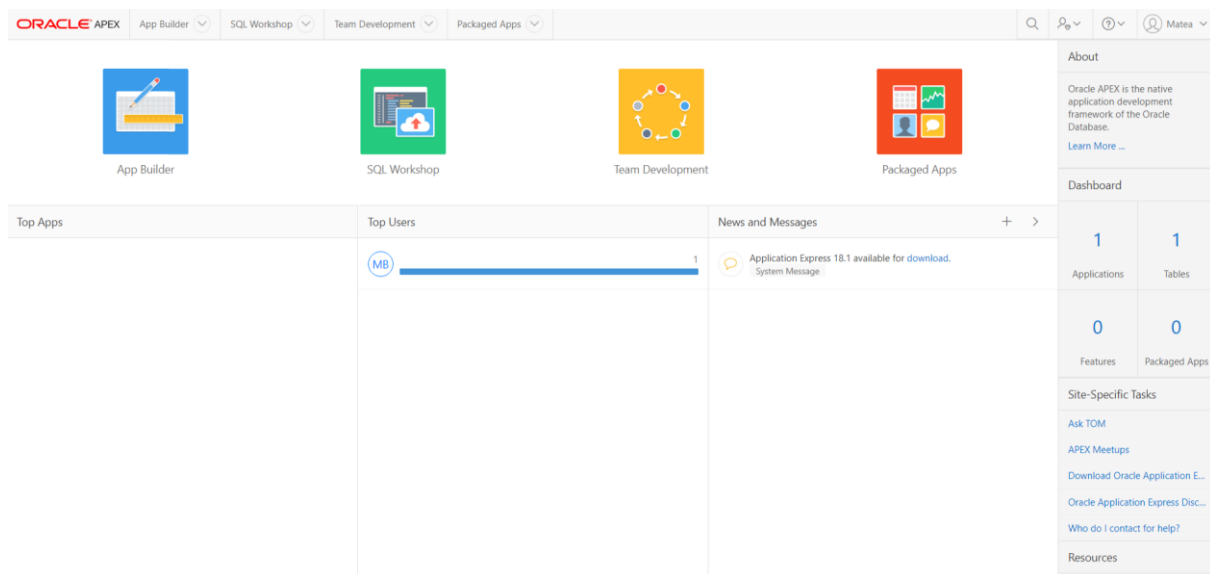 ORACLE APEX App Builder SQL Workshop Team Development Packaged Apps Matea
App Builder
SQL Workshop
Team Development
Packaged Apps
Top Apps
Top Users
MB 1
News and Messages
Application Express 18.1 available for download.
System Message
About
Oracle APEX is the native
application development
framework of the Oracle
Database.
Learn More ...
Dashboard
1 1
Applications Tables
0 0
Features Packaged Apps
Site-Specific Tasks
Ask TOM
APEX Meetups
Download Oracle Application E...
Oracle Application Express Disc...
Who do I contact for help?
Resources